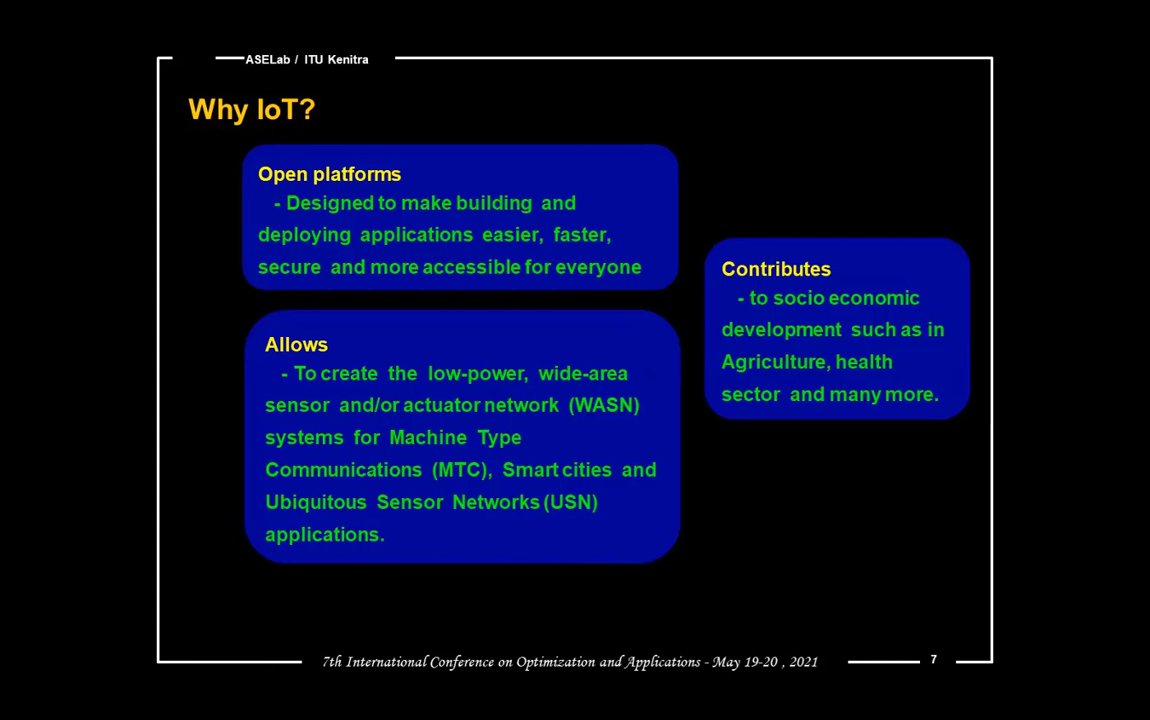 ASELab / ITU Kenitra
Why IoT?
Open platforms
- Designed to make building and
deploying applications easier, faster,
secure and more accessible for everyone
Allows
- To create the low-power, wide-area
sensor and/or actuator network (WASN)
systems for Machine Type
Communications (MTC), Smart cities and
Ubiquitous Sensor Networks (USN)
applications.
Contributes
- to socio economic
development such as in
Agriculture, health
sector and many more.
7th International Conference on Optimization and Applications - May 19-20 , 2021
7